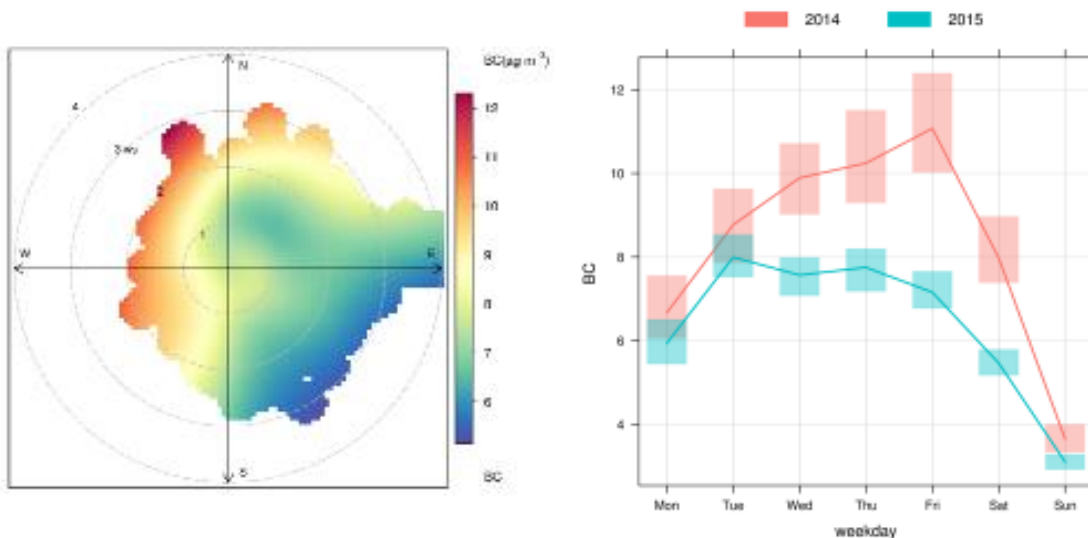 2014 2015
BC(µg m⁻³)
N
4
3 ws
2
1
W E
S
12
11
10
9
8
7
6
BC
12
10
8
6
4
BC
Mon Tue Wed Thu Fri Sat Sun
weekday